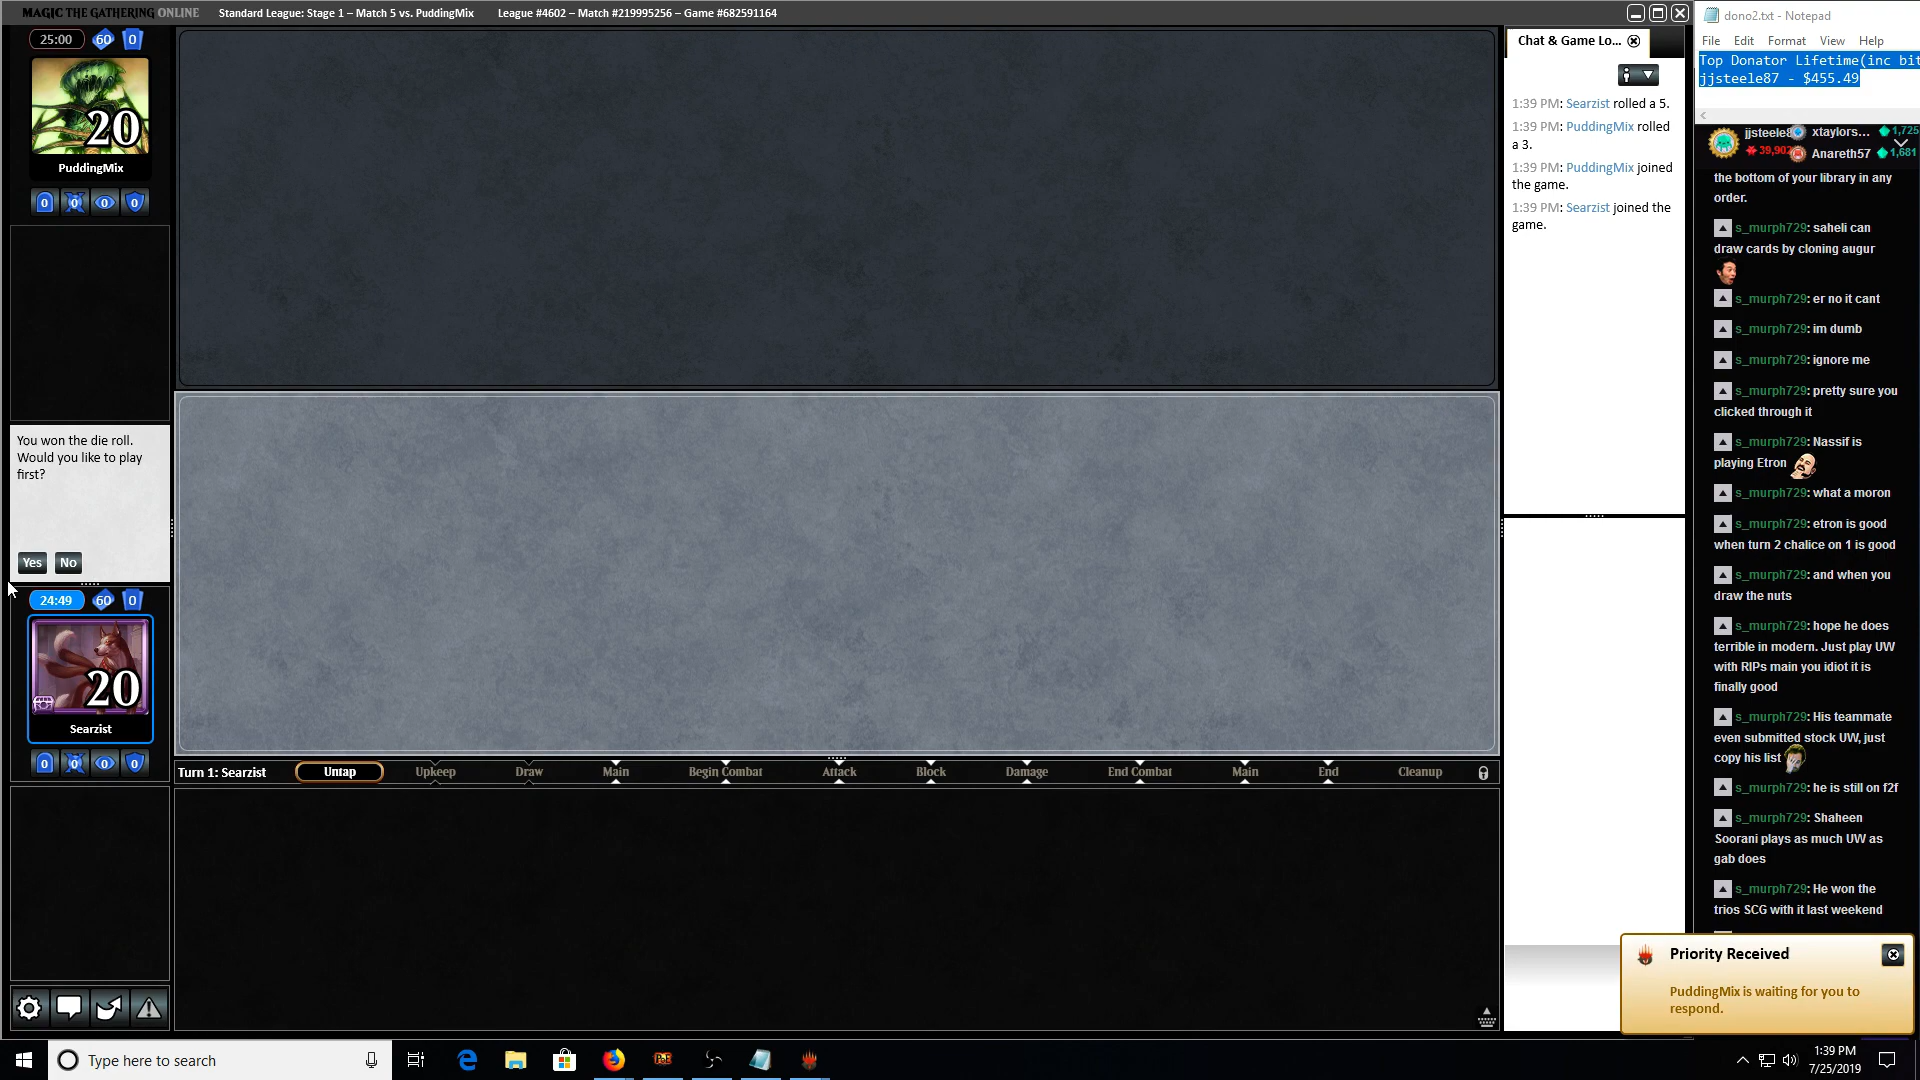 MAGIC THE GATHERING ONLINE
Standard League: Stage 1 – Match 5 vs. PuddingMix
League #4602 – Match #219995256 – Game #682591164
25:00 60 0
20
PuddingMix
0 0 0 0
You won the die roll.
Would you like to play
first?
Yes No
24:49 60 0
20
Searzist
0 0 0 0
Turn 1: Searzist
Untap Upkeep Draw Main Begin Combat Attack Block Damage End Combat Main End Cleanup
Chat & Game Lo...
1:39 PM: Searzist rolled a 5.
1:39 PM: PuddingMix rolled
a 3.
1:39 PM: PuddingMix joined
the game.
1:39 PM: Searzist joined the
game.
dono2.txt - Notepad
File Edit Format View Help
Top Donator Lifetime(inc bit
jjsteele87 - $455.49
jjsteele8 xtaylors... 1,725
39,902 Anareth57 1,681
the bottom of your library in any
order.
s_murph729: saheli can
draw cards by cloning augur
s_murph729: er no it cant
s_murph729: im dumb
s_murph729: ignore me
s_murph729: pretty sure you
clicked through it
s_murph729: Nassif is
playing Etron
s_murph729: what a moron
s_murph729: etron is good
when turn 2 chalice on 1 is good
s_murph729: and when you
draw the nuts
s_murph729: hope he does
terrible in modern. Just play UW
with RIPs main you idiot it is
finally good
s_murph729: His teammate
even submitted stock UW, just
copy his list
s_murph729: he is still on f2f
s_murph729: Shaheen
Soorani plays as much UW as
gab does
s_murph729: He won the
trios SCG with it last weekend
Priority Received
PuddingMix is waiting for you to
respond.
Type here to search
1:39 PM
7/25/2019